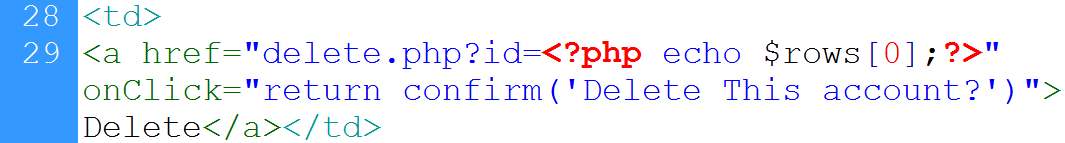 28 <td>
29 <a href="delete.php?id=<?php echo $rows[0];?>"
onClick="return confirm('Delete This account?')">
Delete</a></td>